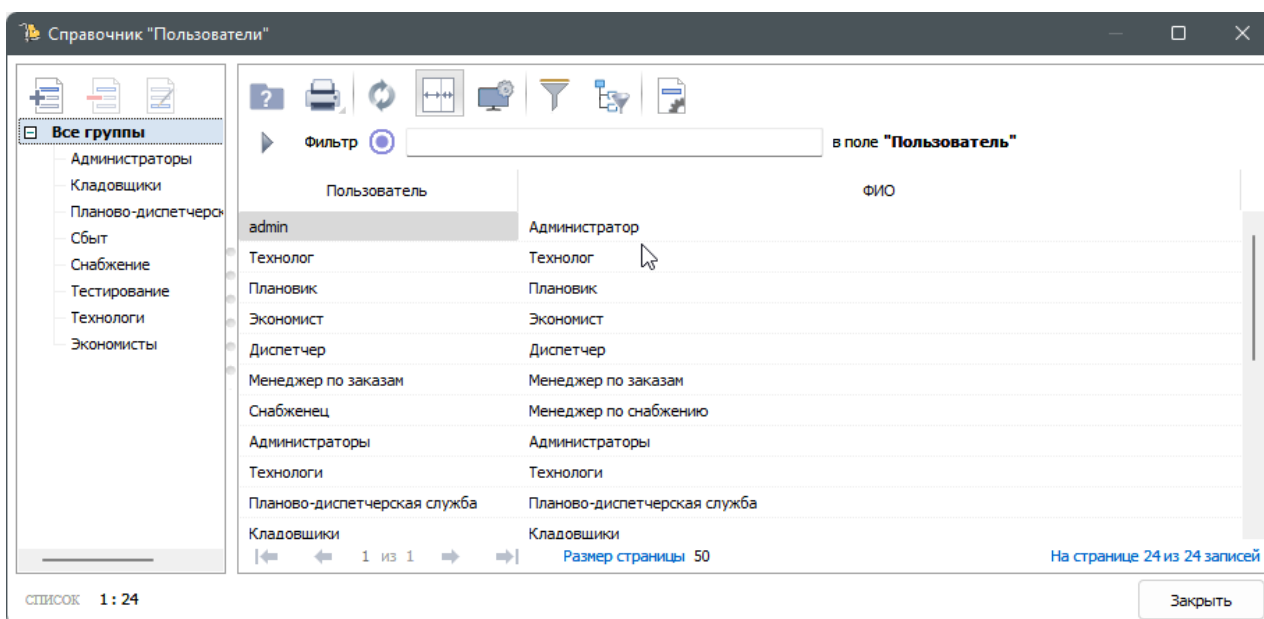 Справочник "Пользователи"
Все группы
Администраторы
Кладовщики
Планово-диспетчерск
Сбыт
Снабжение
Тестирование
Технологи
Экономисты
Фильтр в поле "Пользователь"
Пользователь ФИО
admin Администратор
Технолог Технолог
Плановик Плановик
Экономист Экономист
Диспетчер Диспетчер
Менеджер по заказам Менеджер по заказам
Снабженец Менеджер по снабжению
Администраторы Администраторы
Технологи Технологи
Планово-диспетчерская служба Планово-диспетчерская служба
Кладовщики Кладовщики
1 из 1 Размер страницы 50 На странице 24 из 24 записей
список 1:24 Закрыть